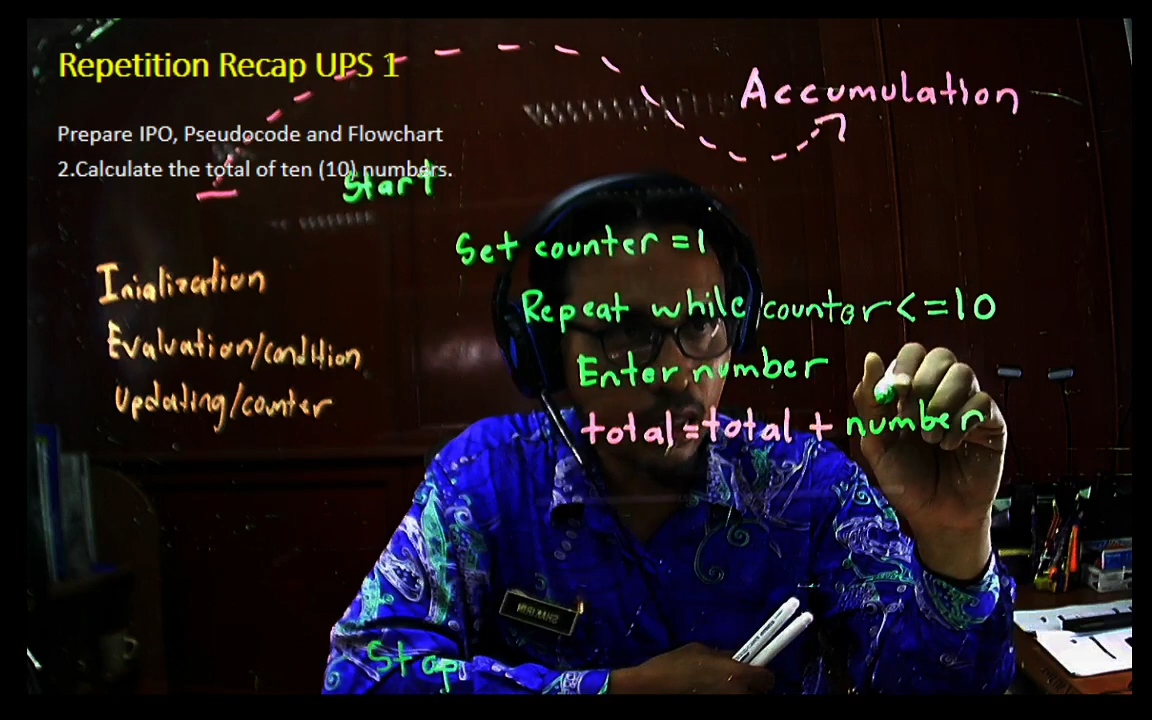 Repetition Recap UPS 1
Accumulation
Prepare IPO, Pseudocode and Flowchart
2.Calculate the total of ten (10) numbers.
Start
Set counter = 1
Inialization
Repeat while counter <= 10
Evaluation/condition
Enter number
Updating/counter
total = total + number
Stop